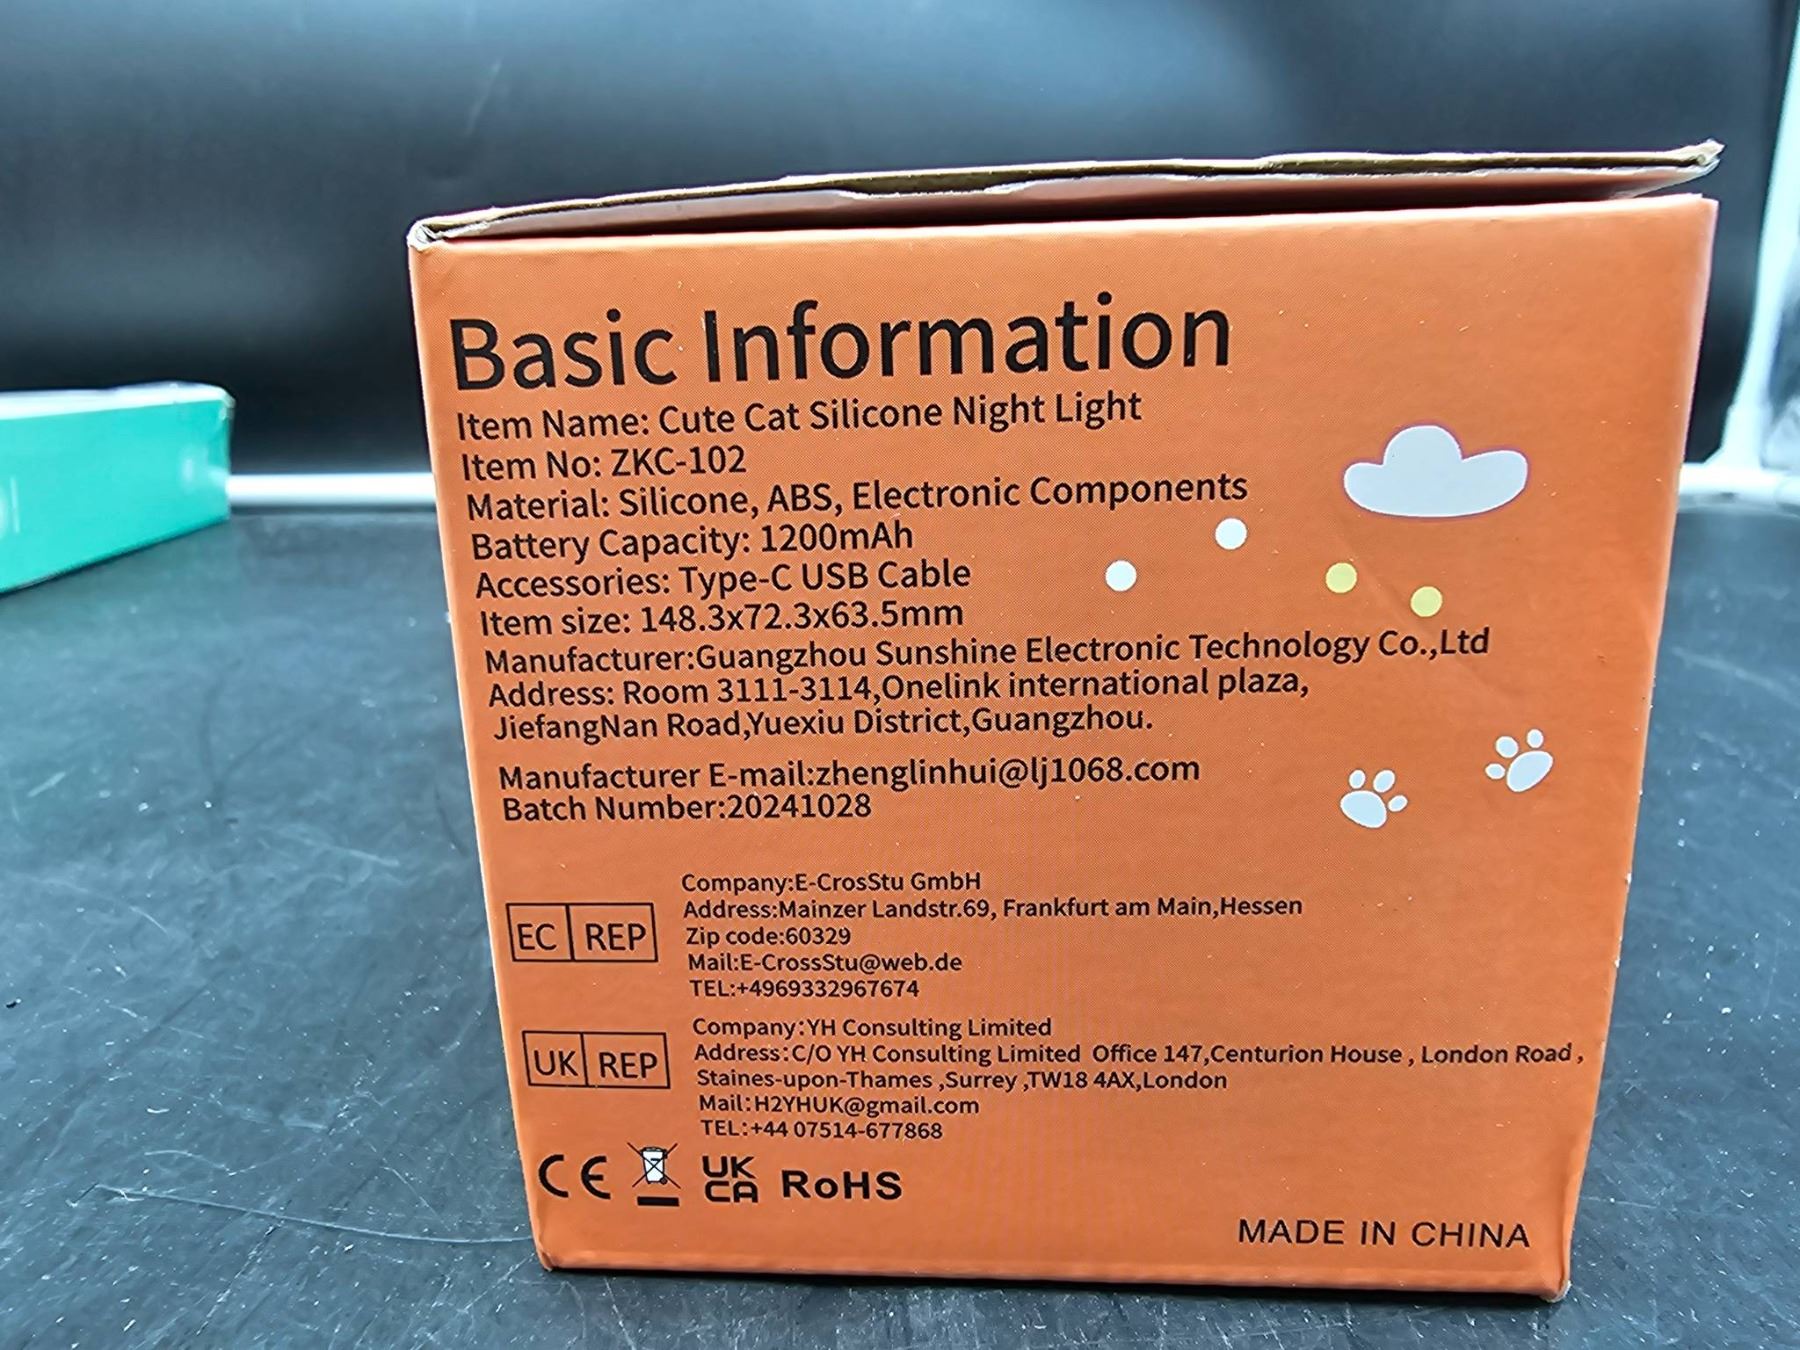 Basic Information
Item Name: Cute Cat Silicone Night Light
Item No: ZKC-102
Material: Silicone, ABS, Electronic Components
Battery Capacity: 1200mAh
Accessories: Type-C USB Cable
Item size: 148.3x72.3x63.5mm
Manufacturer:Guangzhou Sunshine Electronic Technology Co.,Ltd
Address: Room 3111-3114,Onelink international plaza,
JiefangNan Road,Yuexiu District,Guangzhou.
Manufacturer E-mail:zhenglinhui@lj1068.com
Batch Number:20241028
EC REP
Company:E-CrosStu GmbH
Address:Mainzer Landstr.69, Frankfurt am Main,Hessen
Zip code:60329
Mail:E-CrossStu@web.de
TEL:+4969332967674
UK REP
Company:YH Consulting Limited
Address:C/O YH Consulting Limited Office 147,Centurion House , London Road ,
Staines-upon-Thames ,Surrey ,TW18 4AX,London
Mail:H2YHUK@gmail.com
TEL:+44 07514-677868
CE UK CA RoHS
MADE IN CHINA